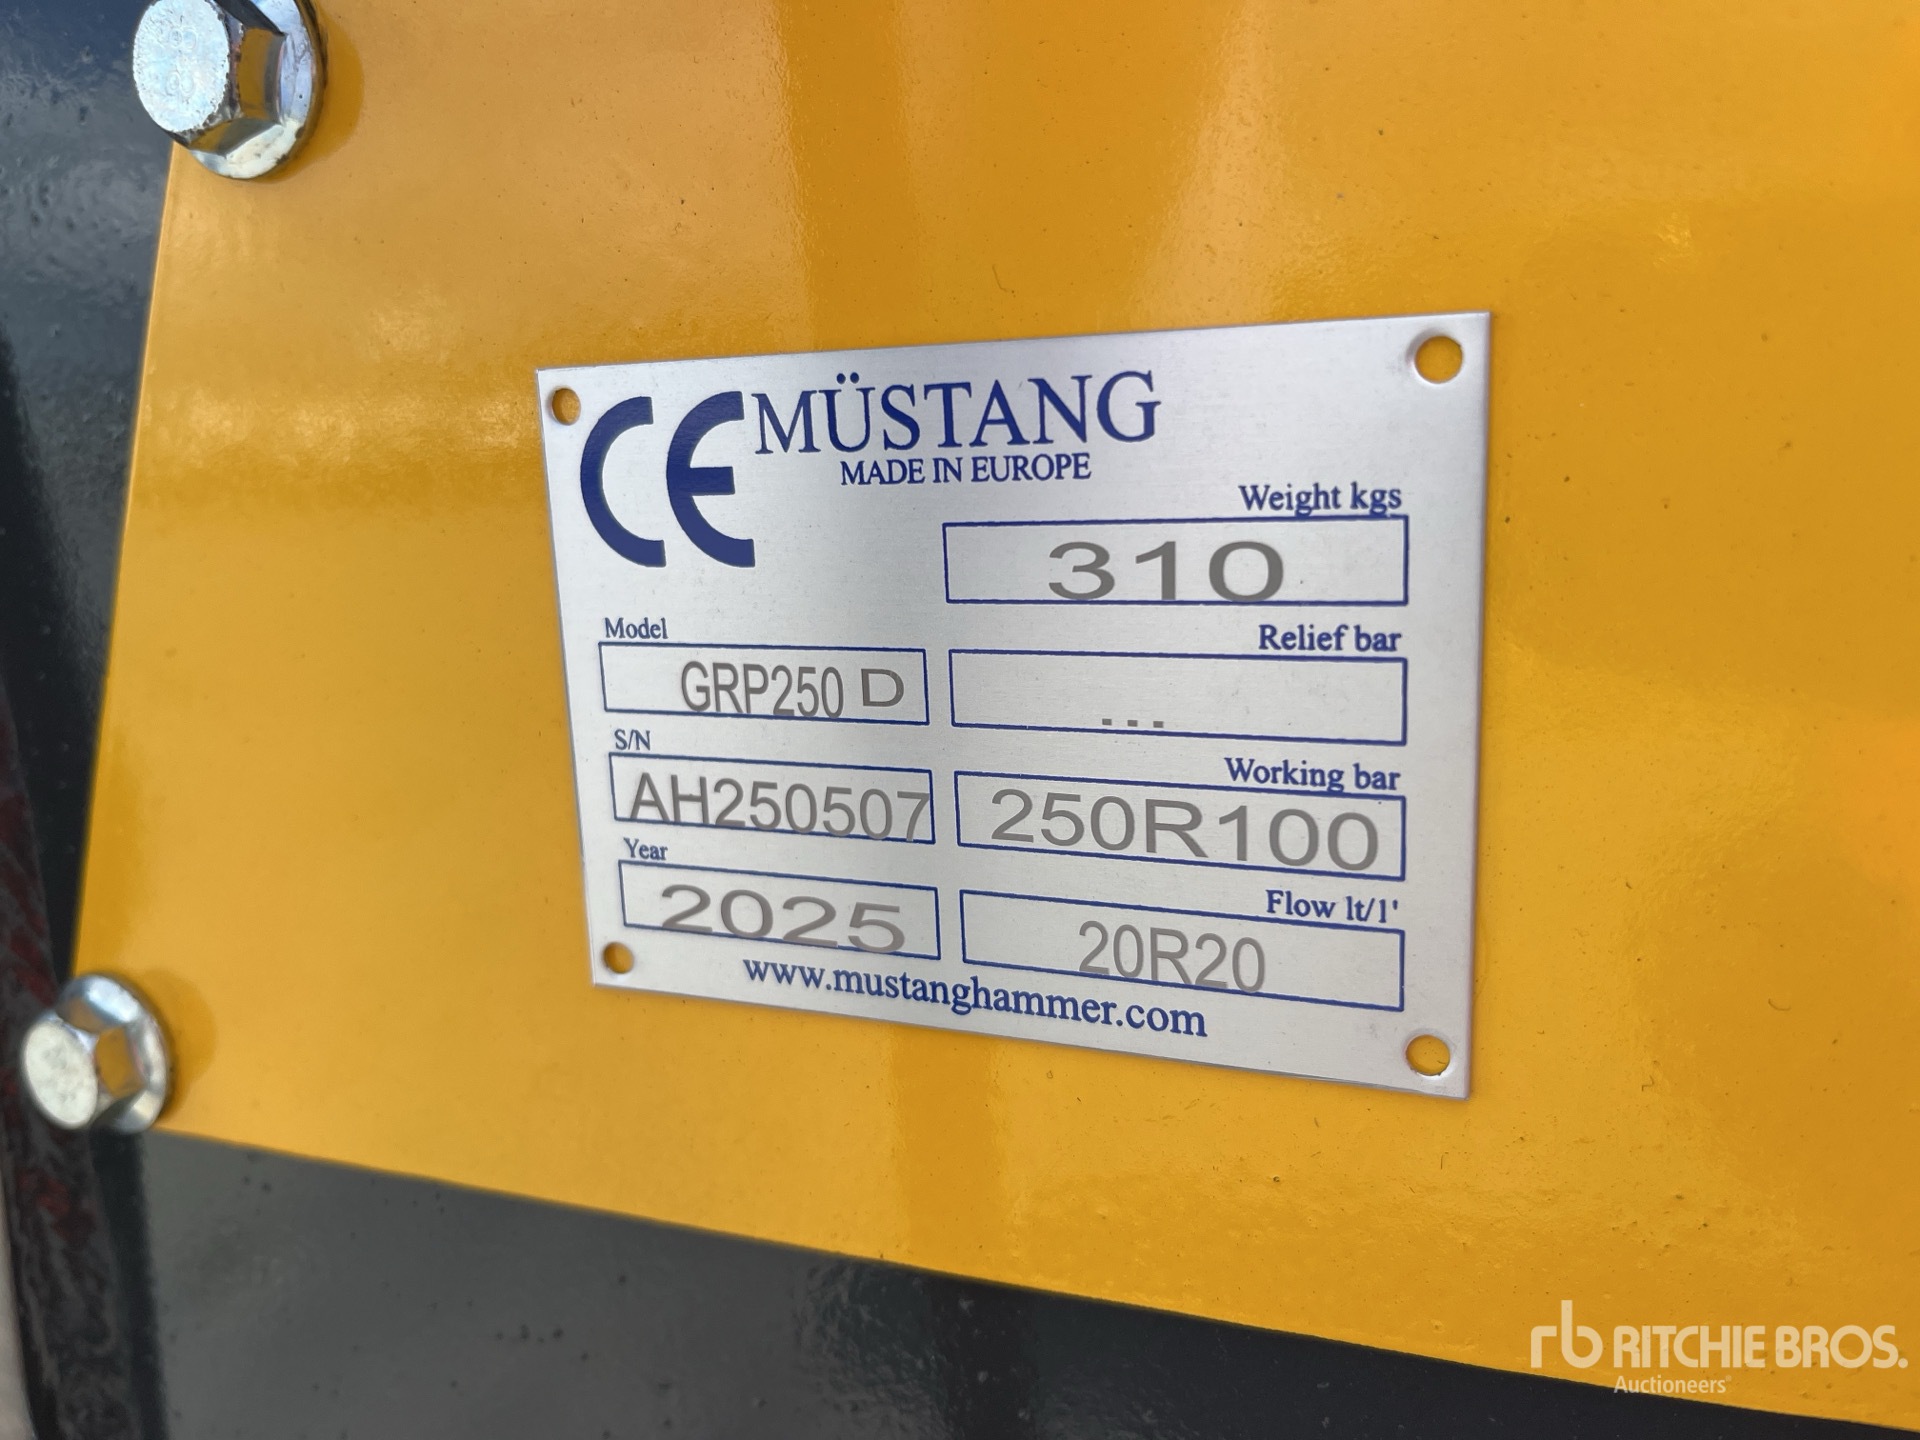 CE MÜSTANG
MADE IN EUROPE
Weight kgs
310
Model
GRP250 D
Relief bar
...
S/N
AH250507
Working bar
250R100
Year
2025
Flow lt/1'
20R20
www.mustanghammer.com
rb RITCHIE BROS.
Auctioneers